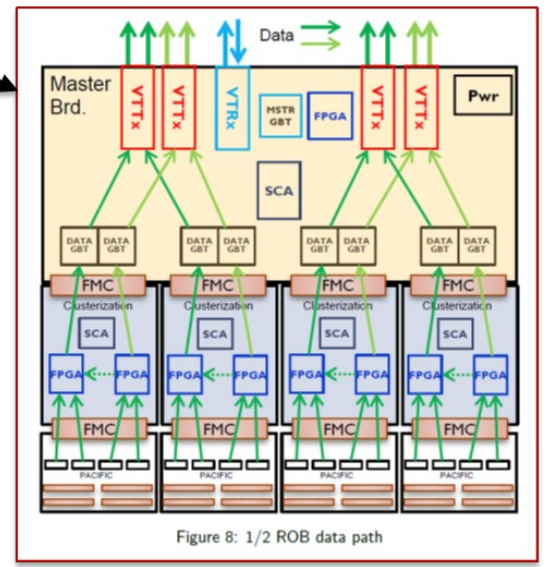 Data
Master
Brd.
VTTx
VTTx
VTRx
MSTR
GBT
FPGA
VTTx
VTTx
Pwr
SCA
DATA
GBT
DATA
GBT
DATA
GBT
DATA
GBT
DATA
GBT
DATA
GBT
DATA
GBT
DATA
GBT
FMC
FMC
FMC
FMC
Clusterization
Clusterization
Clusterization
Clusterization
SCA
SCA
SCA
SCA
FPGA
FPGA
FPGA
FPGA
FPGA
FPGA
FPGA
FPGA
FMC
FMC
FMC
FMC
PACIFIC
PACIFIC
PACIFIC
PACIFIC
Figure 8: 1/2 ROB data path